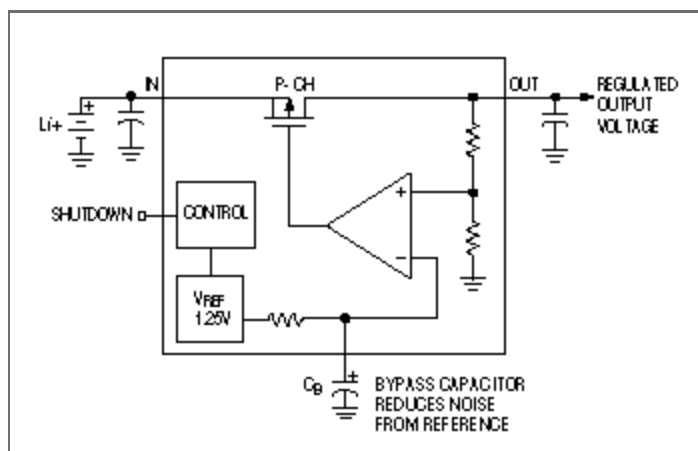 IN
P-CH
OUT
REGULATED
OUTPUT
VOLTAGE
+
Li+
+
SHUTDOWN
CONTROL
−
VREF
1.25V
+
CB
BYPASS CAPACITOR
REDUCES NOISE
FROM REFERENCE